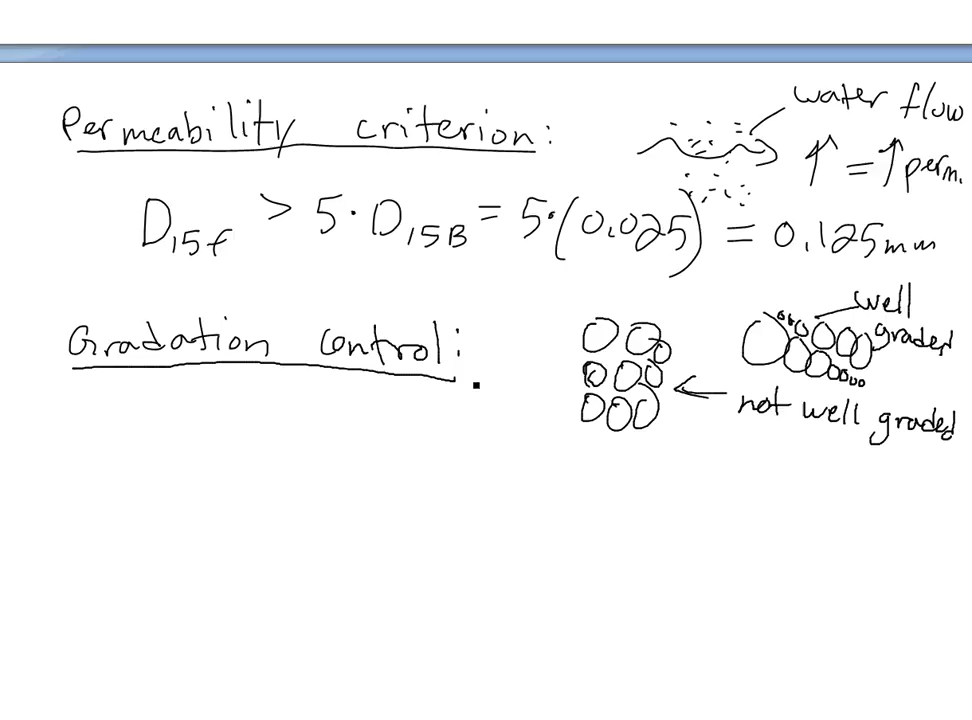 Permeability criterion:
water flow
↑ = ↑ perm.
D15f > 5·D15B = 5·(0.025) = 0.125mm
Gradation control:
well
graded
not well graded